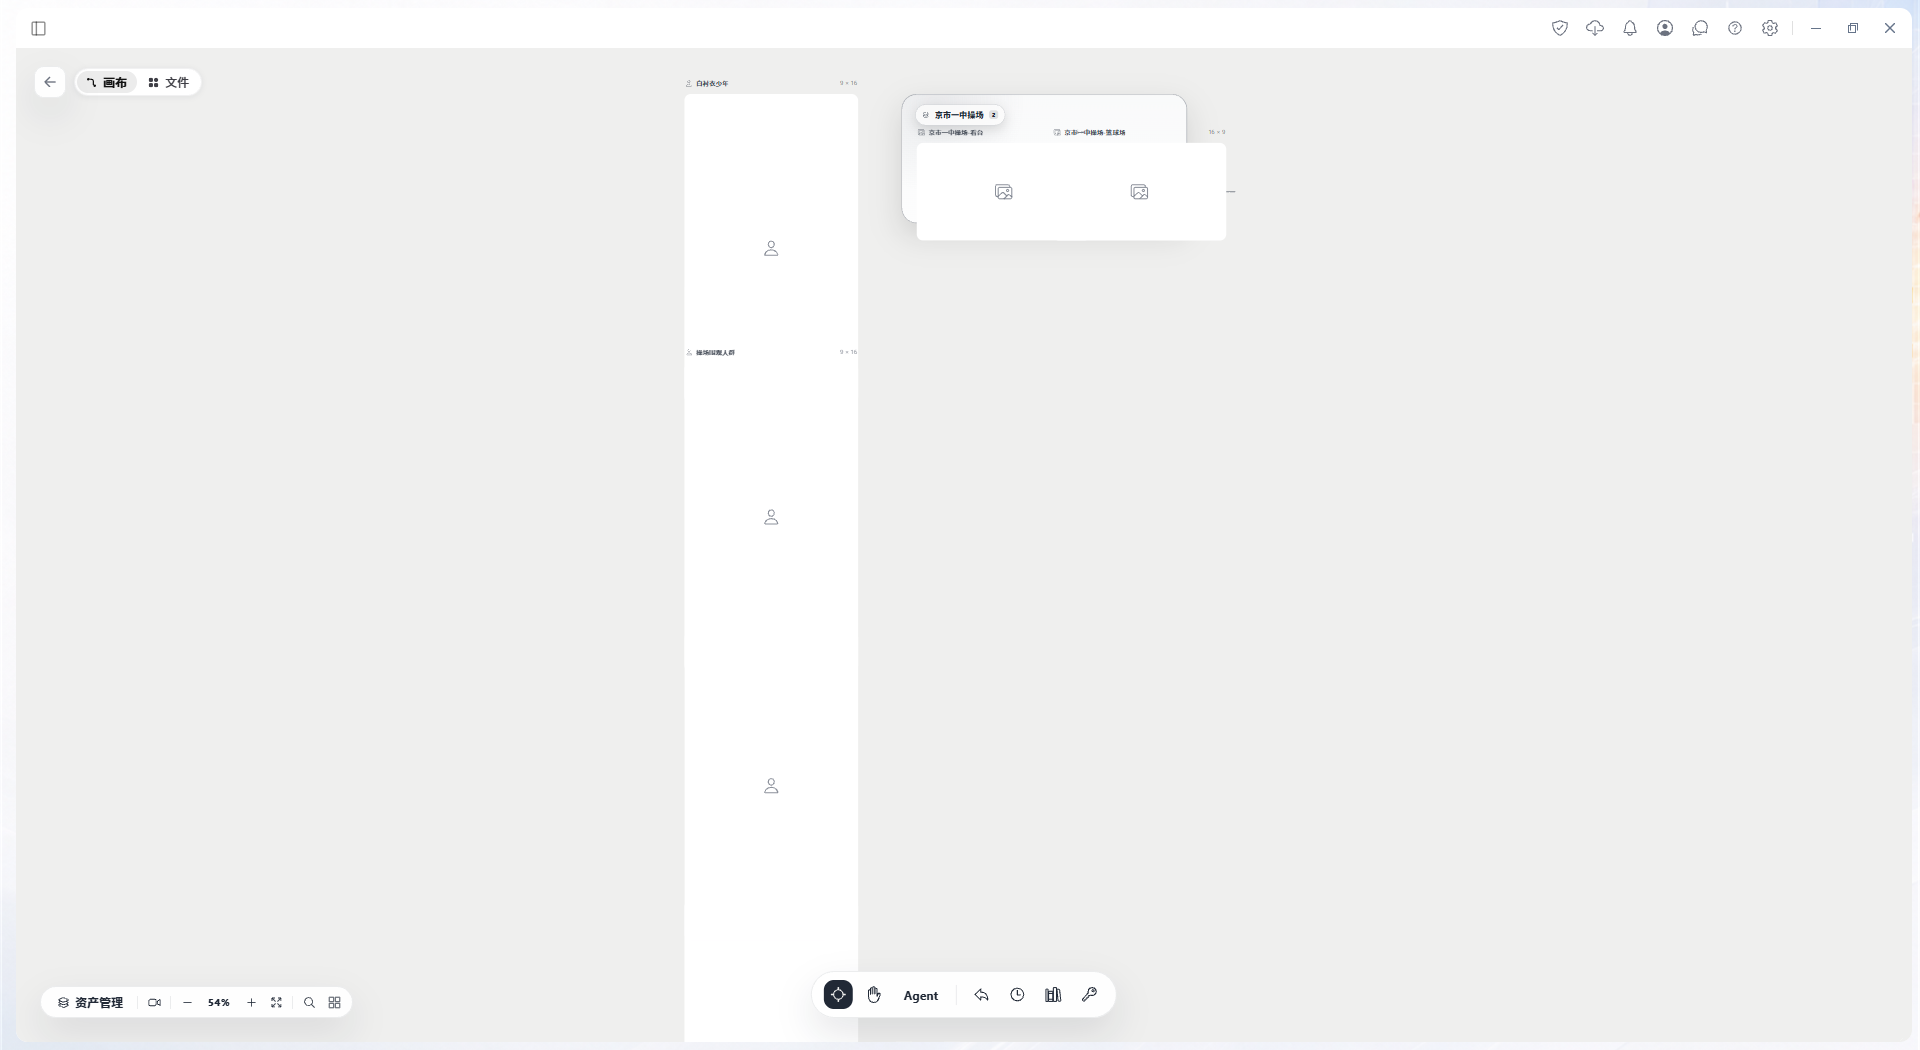 画布
文件
白衬衣少年
9 × 16
京市一中操场 2
京市一中操场·看台
京市一中操场·篮球场
16 × 9
操场围观人群
9 × 16
资产管理
54%
Agent